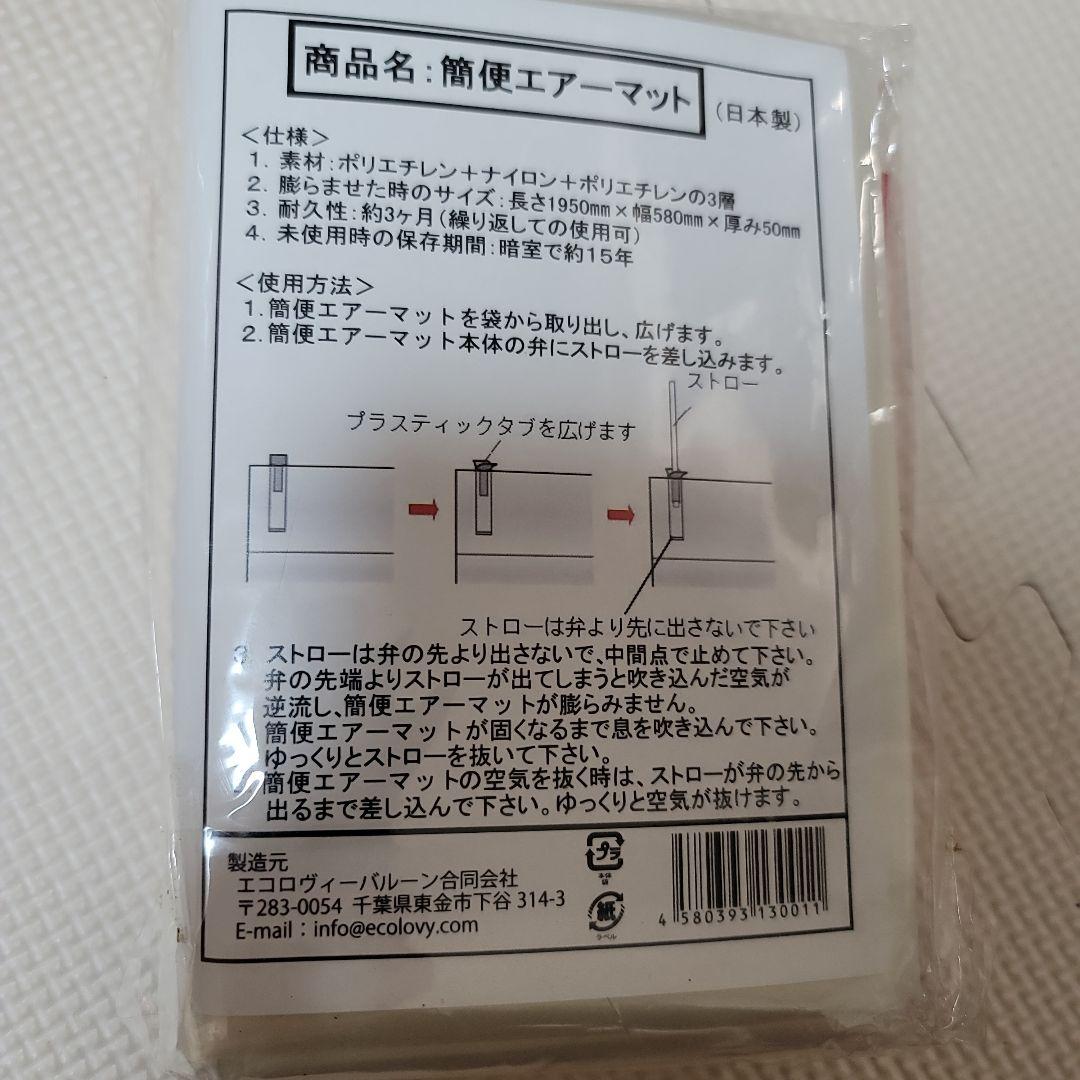 商品名：簡便エアーマット
（日本製）
＜仕様＞
1. 素材：ポリエチレン＋ナイロン＋ポリエチレンの3層
2. 膨らませた時のサイズ：長さ1950㎜×幅580㎜×厚み50㎜
3. 耐久性：約3ヶ月（繰り返しての使用可）
4. 未使用時の保存期間：暗室で約15年
＜使用方法＞
1.簡便エアーマットを袋から取り出し、広げます。
2.簡便エアーマット本体の弁にストローを差し込みます。
ストロー
プラスティックタブを広げます
ストローは弁より先に出さないで下さい
3. ストローは弁の先より出さないで、中間点で止めて下さい。
弁の先端よりストローが出てしまうと吹き込んだ空気が
逆流し、簡便エアーマットが膨らみません。
簡便エアーマットが固くなるまで息を吹き込んで下さい。
ゆっくりとストローを抜いて下さい。
簡便エアーマットの空気を抜く時は、ストローが弁の先から
出るまで差し込んで下さい。ゆっくりと空気が抜けます。
製造元
エコロヴィーバルーン合同会社
〒283-0054 千葉県東金市下谷 314-3
E-mail：info@ecolovy.com
プラ
本体
袋
紙
ラベル
4 580393 130011